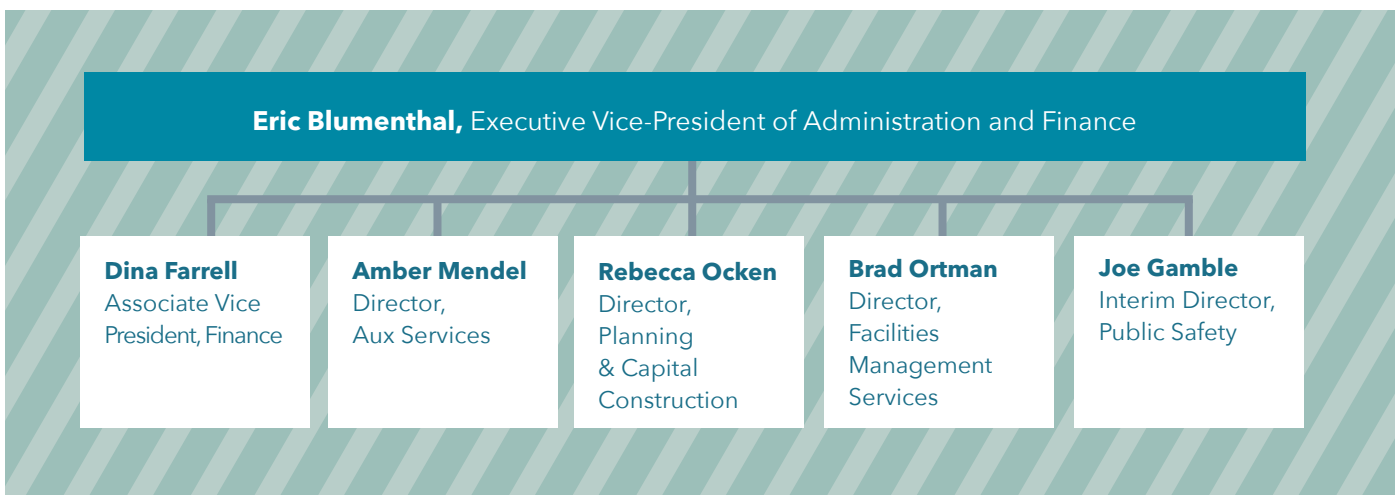 Eric Blumenthal, Executive Vice-President of Administration and Finance
Dina Farrell
Associate Vice
President, Finance
Amber Mendel
Director,
Aux Services
Rebecca Ocken
Director,
Planning
& Capital
Construction
Brad Ortman
Director,
Facilities
Management
Services
Joe Gamble
Interim Director,
Public Safety